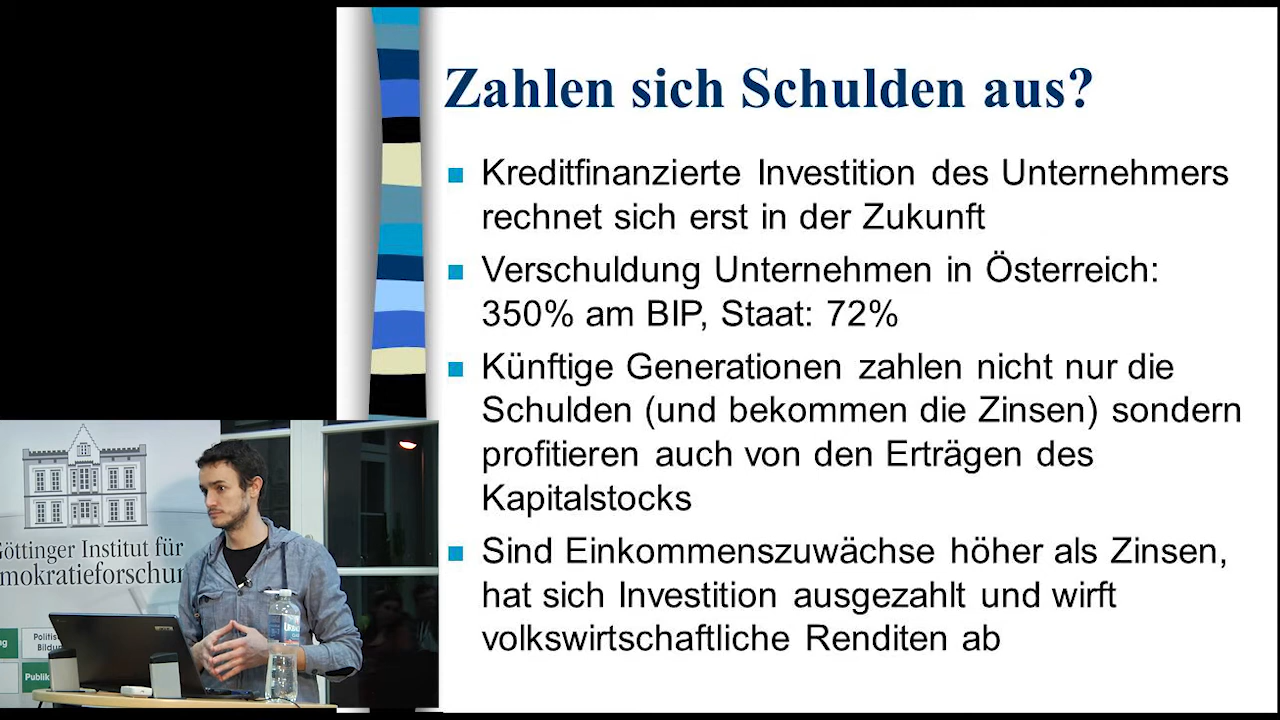 Zahlen sich Schulden aus?
Kreditfinanzierte Investition des Unternehmers
rechnet sich erst in der Zukunft
Verschuldung Unternehmen in Österreich:
350% am BIP, Staat: 72%
Künftige Generationen zahlen nicht nur die
Schulden (und bekommen die Zinsen) sondern
profitieren auch von den Erträgen des
Kapitalstocks
Sind Einkommenszuwächse höher als Zinsen,
hat sich Investition ausgezahlt und wirft
volkswirtschaftliche Renditen ab
Göttinger Institut für
mokratieforschun
Politis
Bildu
Publik